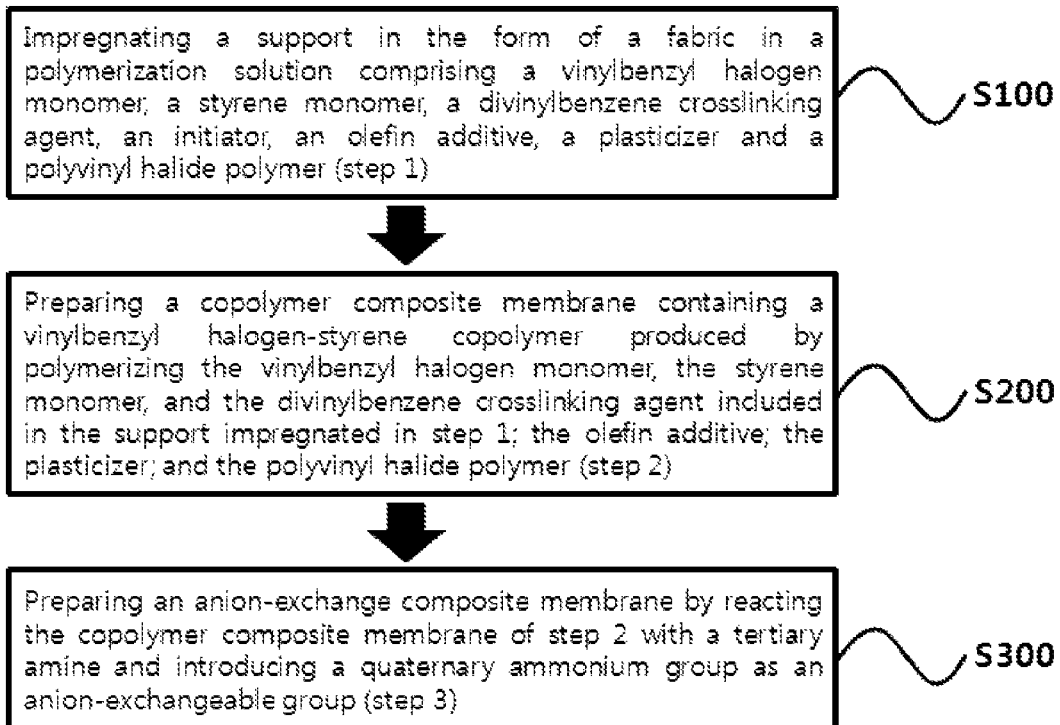 Impregnating a support in the form of a fabric in a
polymerization solution comprising a vinylbenzyl halogen
monomer, a styrene monomer, a divinylbenzene crosslinking
agent, an initiator, an olefin additive, a plasticizer and a
polyvinyl halide polymer (step 1)
S100
Preparing a copolymer composite membrane containing a
vinylbenzyl halogen-styrene copolymer produced by
polymerizing the vinylbenzyl halogen monomer, the styrene
monomer, and the divinylbenzene crosslinking agent included
in the support impregnated in step 1; the olefin additive; the
plasticizer; and the polyvinyl halide polymer (step 2)
S200
Preparing an anion-exchange composite membrane by reacting
the copolymer composite membrane of step 2 with a tertiary
amine and introducing a quaternary ammonium group as an
anion-exchangeable group (step 3)
S300